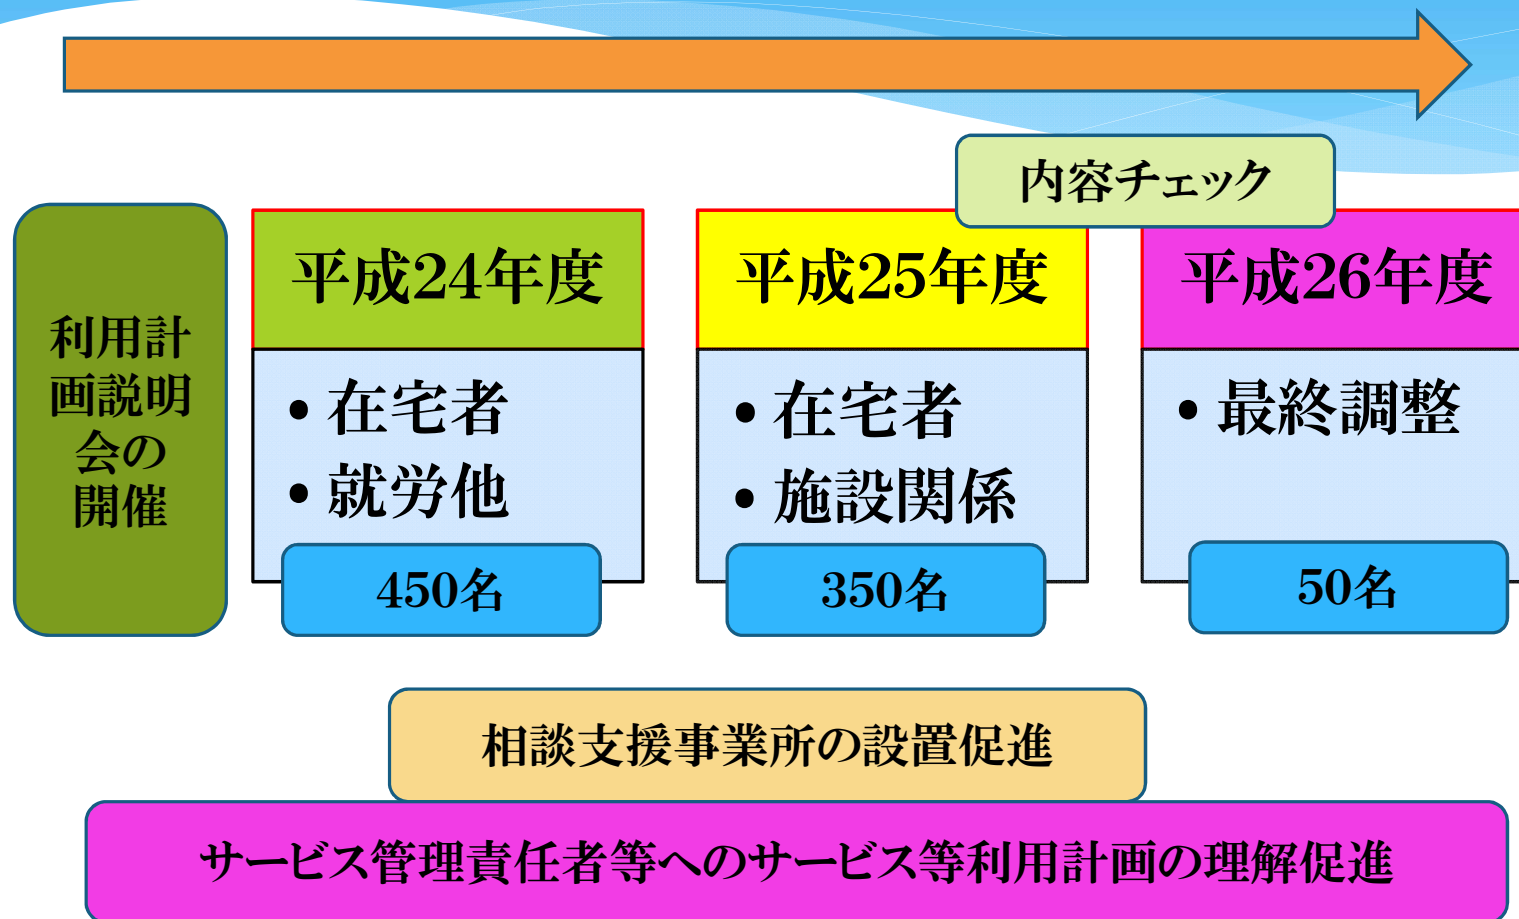 内容チェック
利用計
画説明
会の
開催
平成24年度
• 在宅者
• 就労他
450名
平成25年度
• 在宅者
• 施設関係
350名
平成26年度
• 最終調整
50名
相談支援事業所の設置促進
サービス管理責任者等へのサービス等利用計画の理解促進